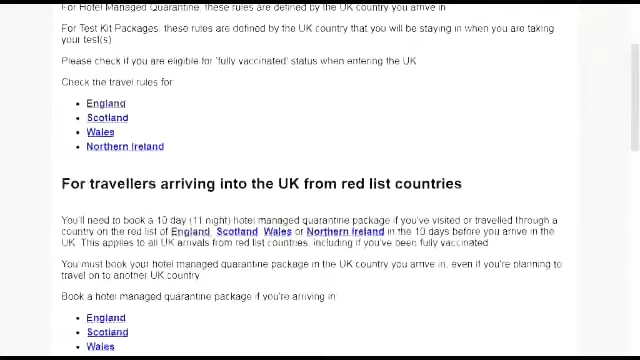 For Hotel Managed Quarantine, these rules are defined by the UK country you arrive in
For Test Kit Packages, these rules are defined by the UK country that you will be staying in when you are taking
your test(s)
Please check if you are eligible for 'fully vaccinated' status when entering the UK
Check the travel rules for
England
Scotland
Wales
Northern Ireland
For travellers arriving into the UK from red list countries
You'll need to book a 10 day (11 night) hotel managed quarantine package if you've visited or travelled through a
country on the red list of England Scotland Wales or Northern Ireland in the 10 days before you arrive in the
UK. This applies to all UK arrivals from red list countries, including if you've been fully vaccinated
You must book your hotel managed quarantine package in the UK country you arrive in, even if you're planning to
travel on to another UK country
Book a hotel managed quarantine package if you're arriving in:
England
Scotland
Wales